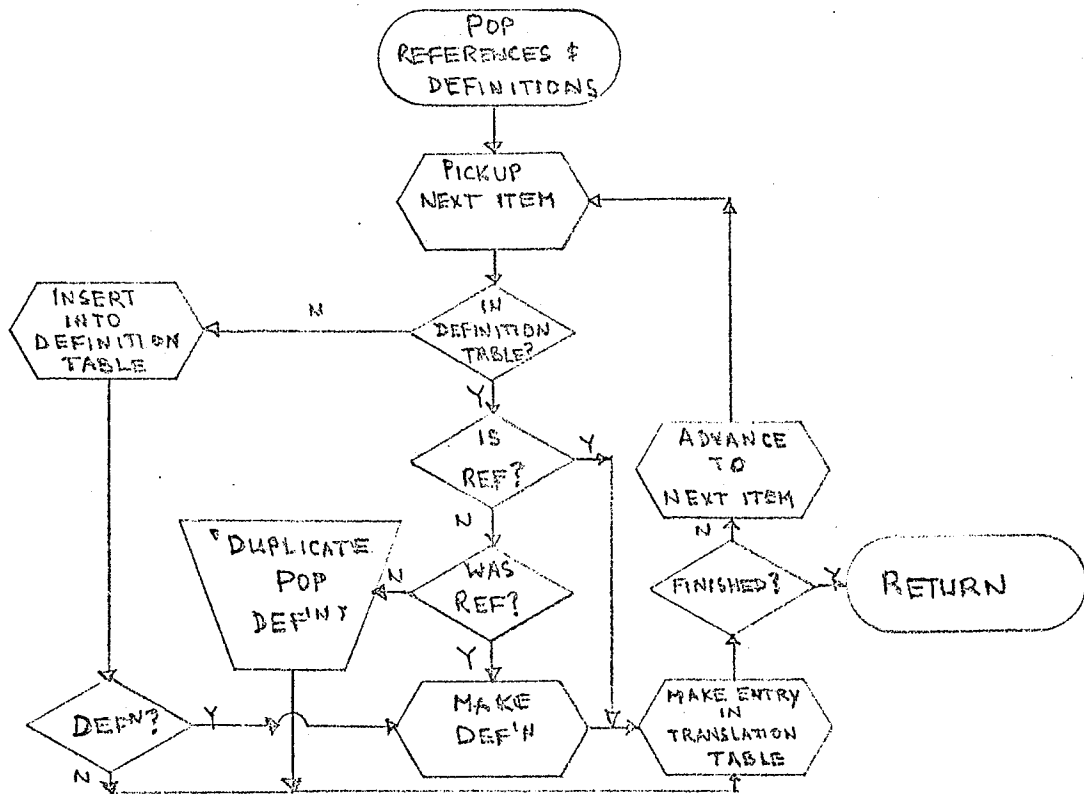 POP
REFERENCES &
DEFINITIONS
PICKUP
NEXT ITEM
IN
DEFINITION
TABLE?
N
INSERT
INTO
DEFINITION
TABLE
Y
IS
REF?
Y
ADVANCE
TO
NEXT ITEM
N
N
"DUPLICATE
POP
DEF'N"
N
WAS
REF?
FINISHED?
Y
RETURN
Y
DEFN?
Y
MAKE
DEF'N
MAKE ENTRY
IN
TRANSLATION
TABLE
N